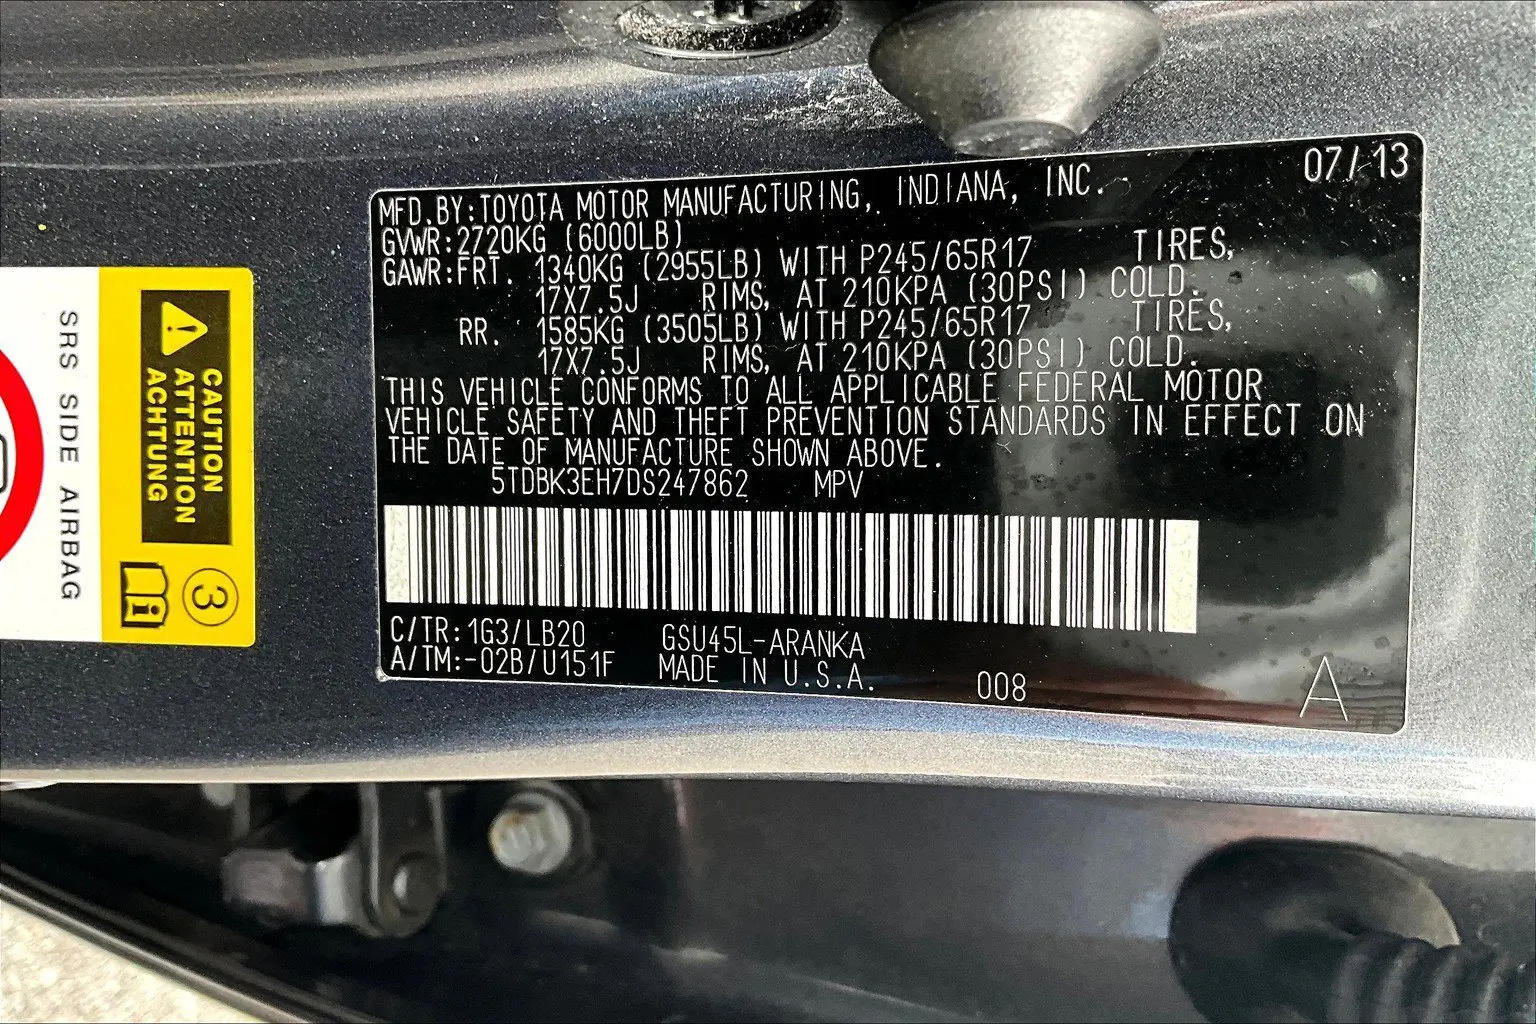 07/13
MFD.BY:TOYOTA MOTOR MANUFACTURING, INDIANA, INC.
GVWR:2720KG (6000LB)
GAWR:FRT. 1340KG (2955LB) WITH P245/65R17 TIRES,
17X7.5J RIMS, AT 210KPA (30PSI) COLD.
RR. 1585KG (3505LB) WITH P245/65R17 TIRES,
17X7.5J RIMS, AT 210KPA (30PSI) COLD.
THIS VEHICLE CONFORMS TO ALL APPLICABLE FEDERAL MOTOR
VEHICLE SAFETY AND THEFT PREVENTION STANDARDS IN EFFECT ON
THE DATE OF MANUFACTURE SHOWN ABOVE.
5TDBK3EH7DS247862 MPV
C/TR:1G3/LB20 GSU45L-ARANKA
A/TM:-02B/U151F MADE IN U.S.A. 008
A
CAUTION
ATTENTION
ACHTUNG
3
SRS SIDE AIRBAG